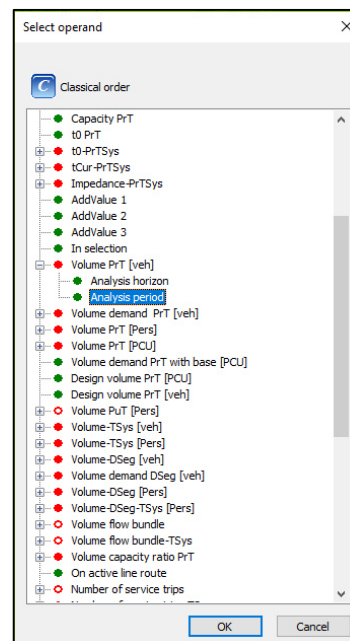 Select operand
C Classical order
Capacity PrT
t0 PrT
t0-PrTSys
tCur-PrTSys
Impedance-PrTSys
AddValue 1
AddValue 2
AddValue 3
In selection
Volume PrT [veh]
Analysis horizon
Analysis period
Volume demand PrT [veh]
Volume PrT [Pers]
Volume PrT [PCU]
Volume demand PrT with base [PCU]
Design volume PrT [PCU]
Design volume PrT [veh]
Volume PuT [Pers]
Volume-TSys [veh]
Volume-TSys [Pers]
Volume-DSeg [veh]
Volume demand DSeg [veh]
Volume-DSeg [Pers]
Volume-DSeg-TSys [Pers]
Volume flow bundle
Volume flow bundle-TSys
Volume capacity ratio PrT
On active line route
Number of service trips
OK Cancel